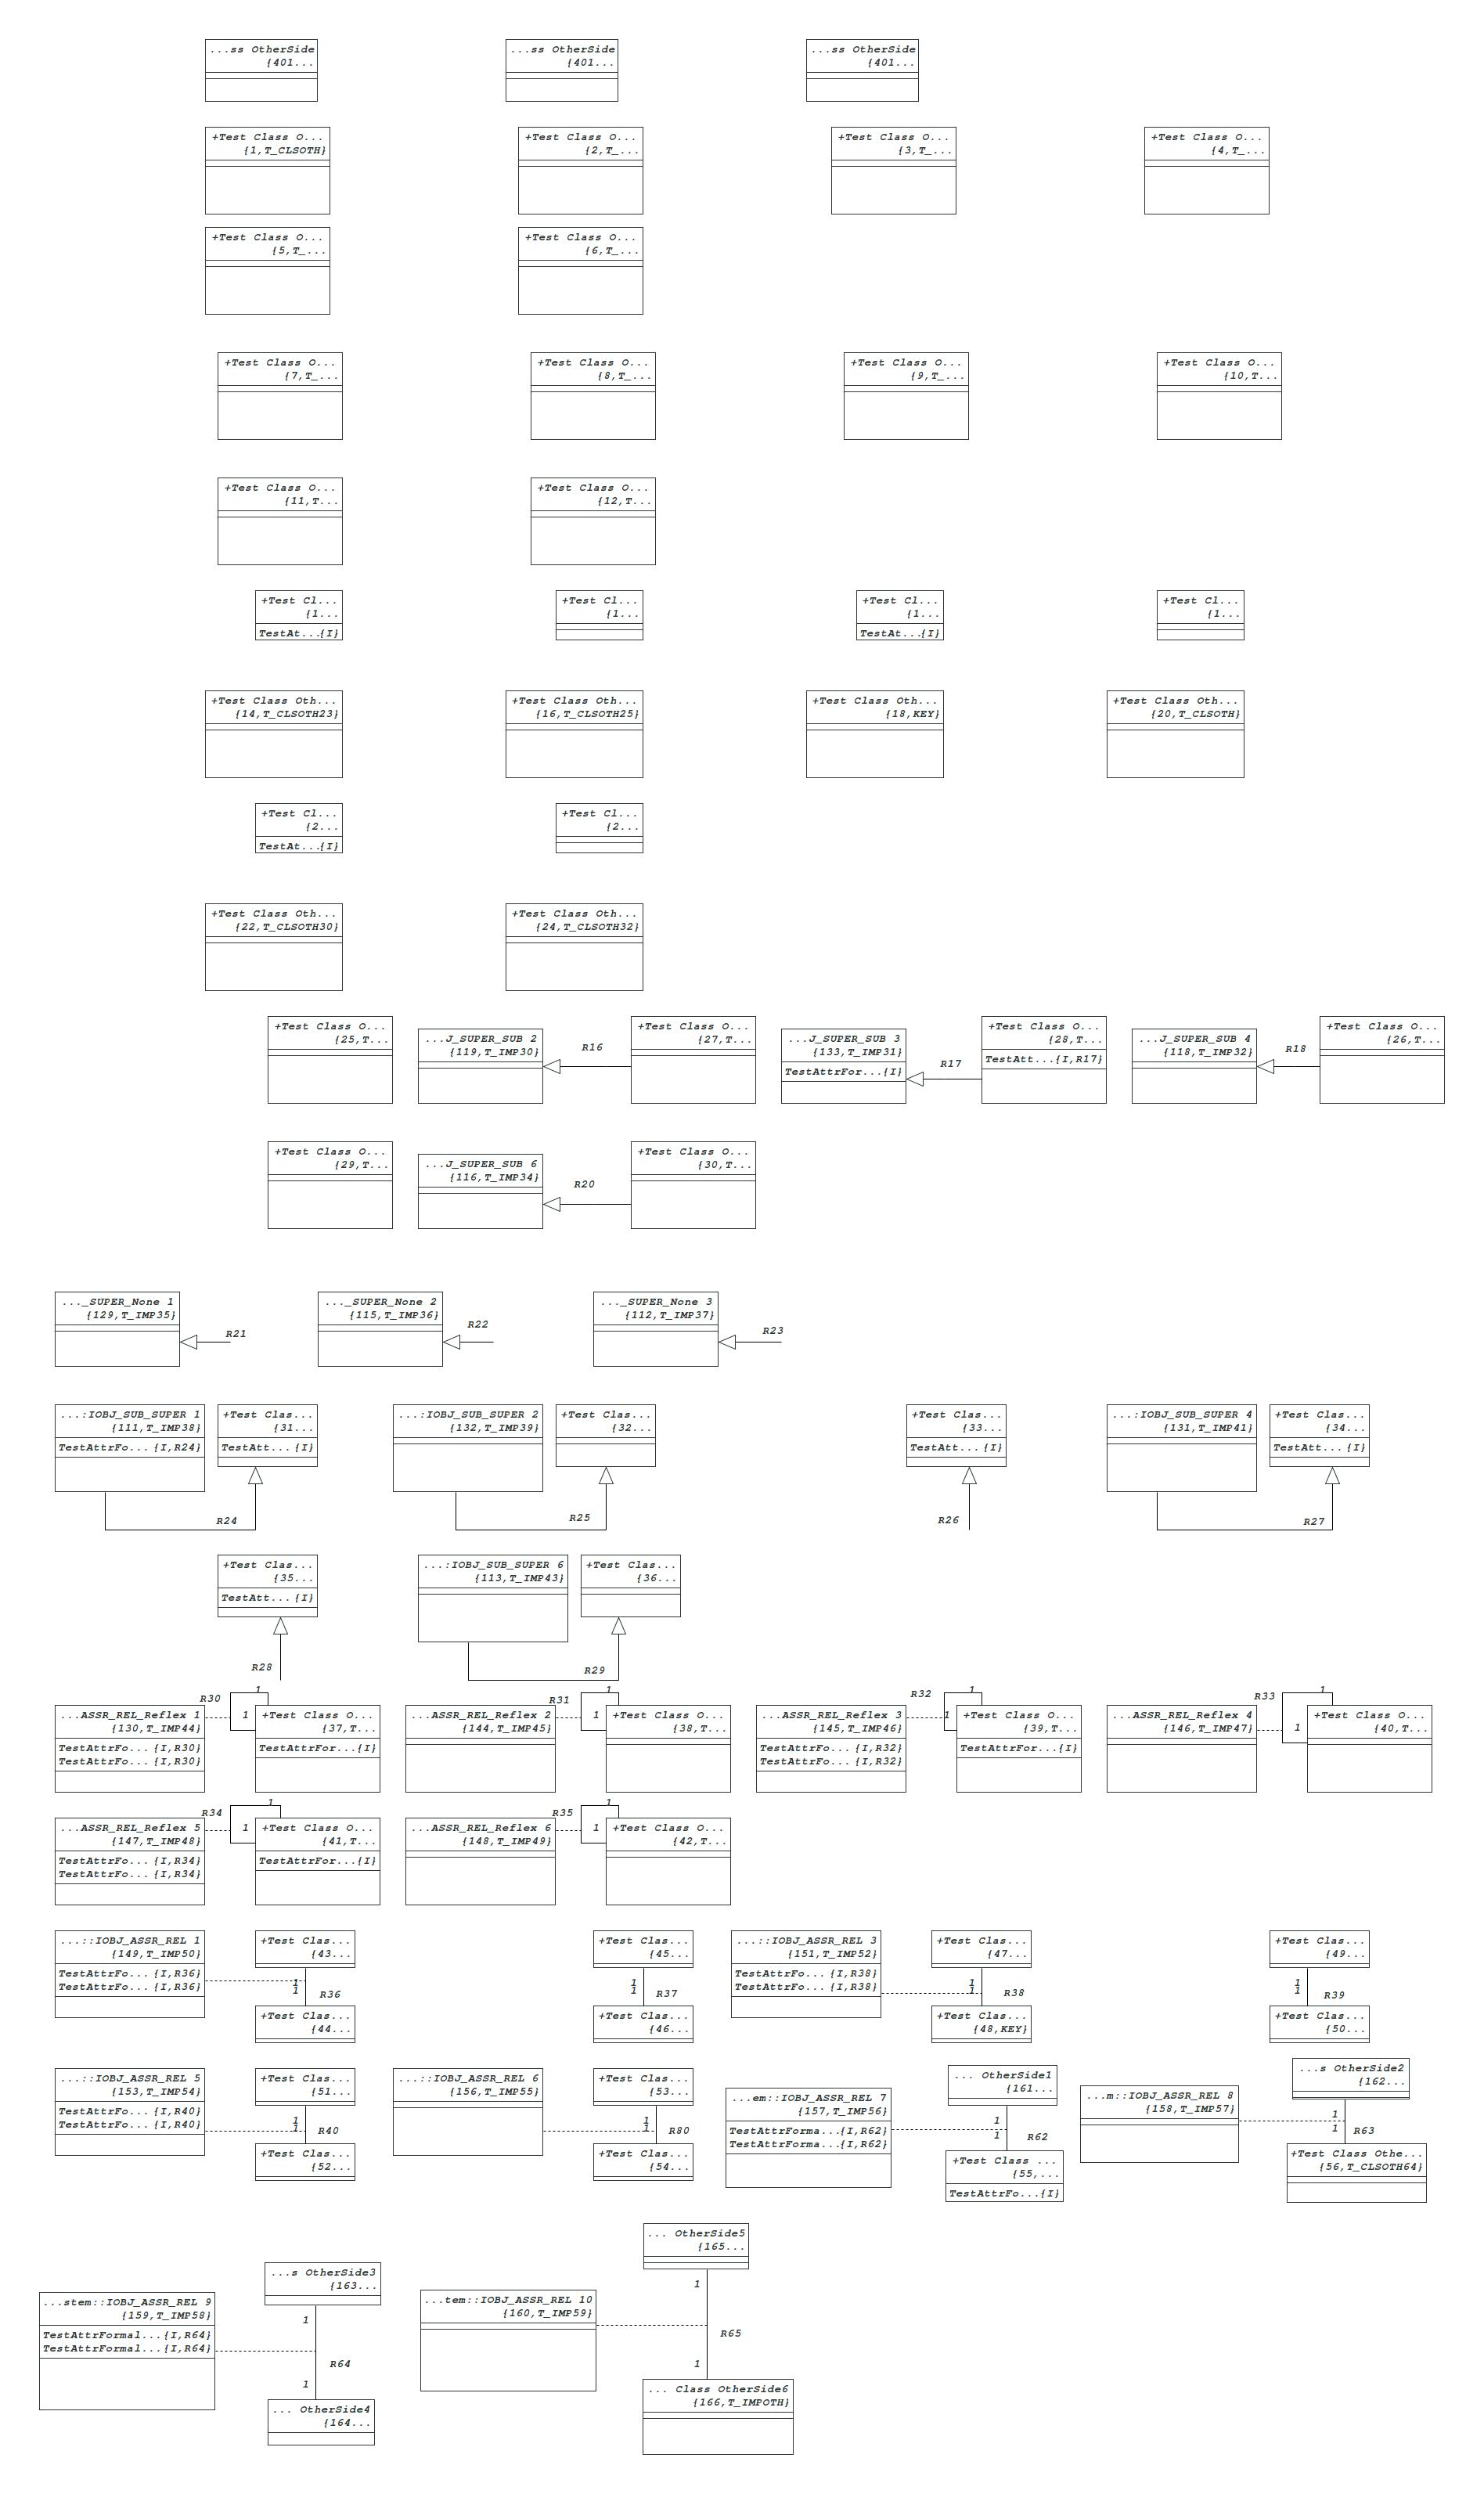 ...ss OtherSide
{401...
...ss OtherSide
{401...
...ss OtherSide
{401...
+Test Class O...
{1,T_CLSOTH}
+Test Class O...
{2,T_...
+Test Class O...
{3,T_...
+Test Class O...
{4,T_...
+Test Class O...
{5,T_...
+Test Class O...
{6,T_...
+Test Class O...
{7,T_...
+Test Class O...
{8,T_...
+Test Class O...
{9,T_...
+Test Class O...
{10,T...
+Test Class O...
{11,T...
+Test Class O...
{12,T...
+Test Cl...
{1...
TestAt...{I}
+Test Cl...
{1...
+Test Cl...
{1...
TestAt...{I}
+Test Cl...
{1...
+Test Class Oth...
{14,T_CLSOTH23}
+Test Class Oth...
{16,T_CLSOTH25}
+Test Class Oth...
{18,KEY}
+Test Class Oth...
{20,T_CLSOTH}
+Test Cl...
{2...
TestAt...{I}
+Test Cl...
{2...
+Test Class Oth...
{22,T_CLSOTH30}
+Test Class Oth...
{24,T_CLSOTH32}
+Test Class O...
{25,T...
...J_SUPER_SUB 2
{119,T_IMP30}
R16
+Test Class O...
{27,T...
...J_SUPER_SUB 3
{133,T_IMP31}
TestAttrFor...{I}
R17
+Test Class O...
{28,T...
TestAtt...{I,R17}
...J_SUPER_SUB 4
{118,T_IMP32}
R18
+Test Class O...
{26,T...
+Test Class O...
{29,T...
...J_SUPER_SUB 6
{116,T_IMP34}
R20
+Test Class O...
{30,T...
..._SUPER_None 1
{129,T_IMP35}
R21
..._SUPER_None 2
{115,T_IMP36}
R22
..._SUPER_None 3
{112,T_IMP37}
R23
...:IOBJ_SUB_SUPER 1
{111,T_IMP38}
TestAttrFo... {I,R24}
+Test Clas...
{31...
TestAtt... {I}
R24
...:IOBJ_SUB_SUPER 2
{132,T_IMP39}
+Test Clas...
{32...
R25
+Test Clas...
{33...
TestAtt... {I}
R26
...:IOBJ_SUB_SUPER 4
{131,T_IMP41}
+Test Clas...
{34...
TestAtt... {I}
R27
+Test Clas...
{35...
TestAtt... {I}
R28
...:IOBJ_SUB_SUPER 6
{113,T_IMP43}
+Test Clas...
{36...
R29
...ASSR_REL_Reflex 1
{130,T_IMP44}
TestAttrFo... {I,R30}
TestAttrFo... {I,R30}
R30
1
1
+Test Class O...
{37,T...
TestAttrFor...{I}
...ASSR_REL_Reflex 2
{144,T_IMP45}
R31
1
1
+Test Class O...
{38,T...
...ASSR_REL_Reflex 3
{145,T_IMP46}
TestAttrFo... {I,R32}
TestAttrFo... {I,R32}
R32
1
1
+Test Class O...
{39,T...
TestAttrFor...{I}
...ASSR_REL_Reflex 4
{146,T_IMP47}
R33
1
1
+Test Class O...
{40,T...
...ASSR_REL_Reflex 5
{147,T_IMP48}
TestAttrFo... {I,R34}
TestAttrFo... {I,R34}
R34
1
1
+Test Class O...
{41,T...
TestAttrFor...{I}
...ASSR_REL_Reflex 6
{148,T_IMP49}
R35
1
1
+Test Class O...
{42,T...
...::IOBJ_ASSR_REL 1
{149,T_IMP50}
TestAttrFo... {I,R36}
TestAttrFo... {I,R36}
+Test Clas...
{43...
1
1
R36
+Test Clas...
{44...
+Test Clas...
{45...
1
1
R37
+Test Clas...
{46...
...::IOBJ_ASSR_REL 3
{151,T_IMP52}
TestAttrFo... {I,R38}
TestAttrFo... {I,R38}
+Test Clas...
{47...
1
1
R38
+Test Clas...
{48,KEY}
+Test Clas...
{49...
1
1
R39
+Test Clas...
{50...
...::IOBJ_ASSR_REL 5
{153,T_IMP54}
TestAttrFo... {I,R40}
TestAttrFo... {I,R40}
+Test Clas...
{51...
1
1
R40
+Test Clas...
{52...
...::IOBJ_ASSR_REL 6
{156,T_IMP55}
+Test Clas...
{53...
1
1
R80
+Test Clas...
{54...
...em::IOBJ_ASSR_REL 7
{157,T_IMP56}
TestAttrForma...{I,R62}
TestAttrForma...{I,R62}
... OtherSide1
{161...
1
1
R62
+Test Class ...
{55,...
TestAttrFo...{I}
...m::IOBJ_ASSR_REL 8
{158,T_IMP57}
...s OtherSide2
{162...
1
1
R63
+Test Class Othe...
{56,T_CLSOTH64}
...stem::IOBJ_ASSR_REL 9
{159,T_IMP58}
TestAttrFormal...{I,R64}
TestAttrFormal...{I,R64}
...s OtherSide3
{163...
1
R64
1
... OtherSide4
{164...
...tem::IOBJ_ASSR_REL 10
{160,T_IMP59}
... OtherSide5
{165...
1
R65
1
... Class OtherSide6
{166,T_IMPOTH}